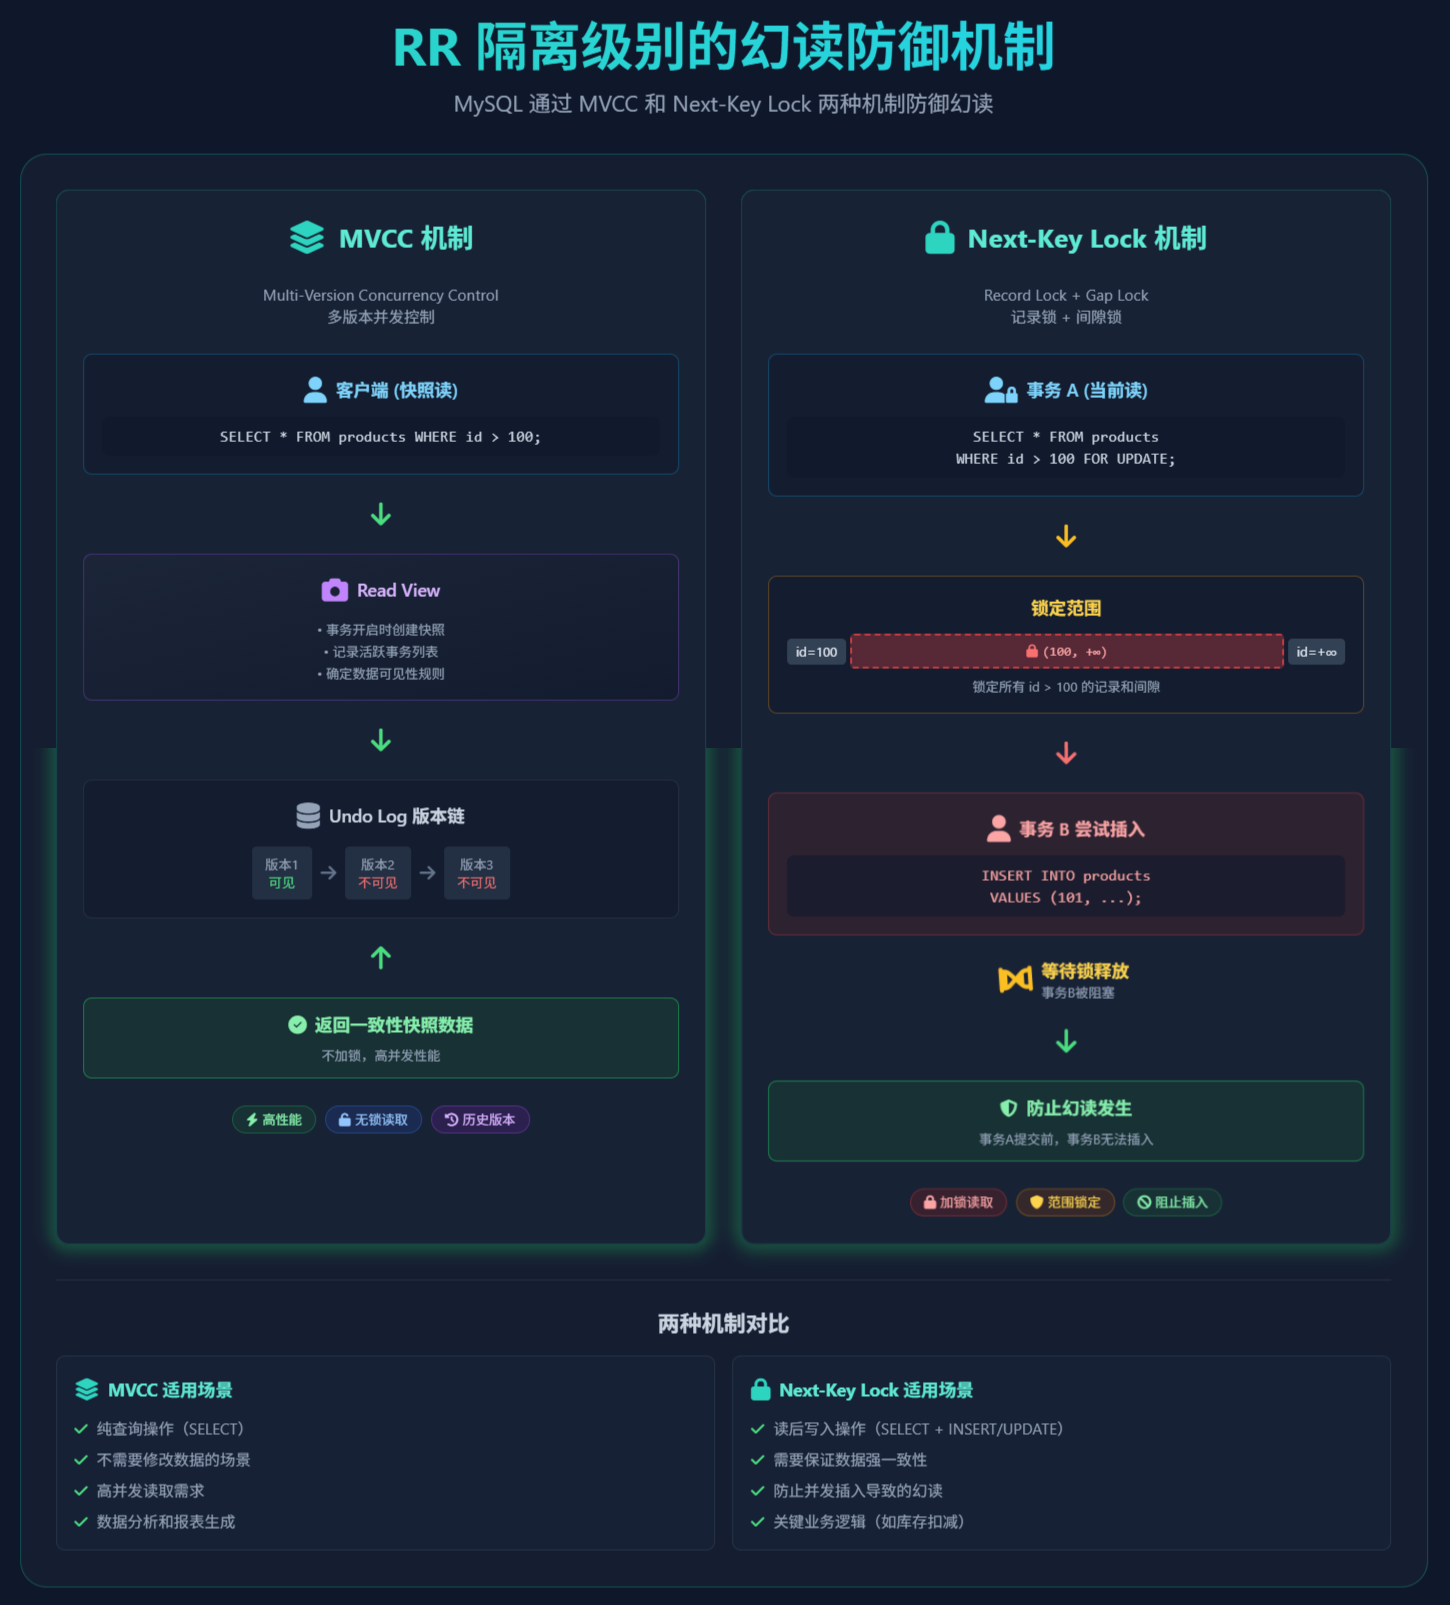 RR 隔离级别的幻读防御机制
MySQL 通过 MVCC 和 Next-Key Lock 两种机制防御幻读
MVCC 机制
Multi-Version Concurrency Control
多版本并发控制
客户端 (快照读)
SELECT * FROM products WHERE id > 100;
Read View
• 事务开启时创建快照
• 记录活跃事务列表
• 确定数据可见性规则
Undo Log 版本链
版本1
可见
版本2
不可见
版本3
不可见
返回一致性快照数据
不加锁，高并发性能
高性能
无锁读取
历史版本
Next-Key Lock 机制
Record Lock + Gap Lock
记录锁 + 间隙锁
事务 A (当前读)
SELECT * FROM products
WHERE id > 100 FOR UPDATE;
锁定范围
id=100
(100, +∞)
id=+∞
锁定所有 id > 100 的记录和间隙
事务 B 尝试插入
INSERT INTO products
VALUES (101, ...);
等待锁释放
事务B被阻塞
防止幻读发生
事务A提交前，事务B无法插入
加锁读取
范围锁定
阻止插入
两种机制对比
MVCC 适用场景
纯查询操作（SELECT）
不需要修改数据的场景
高并发读取需求
数据分析和报表生成
Next-Key Lock 适用场景
读后写入操作（SELECT + INSERT/UPDATE）
需要保证数据强一致性
防止并发插入导致的幻读
关键业务逻辑（如库存扣减）